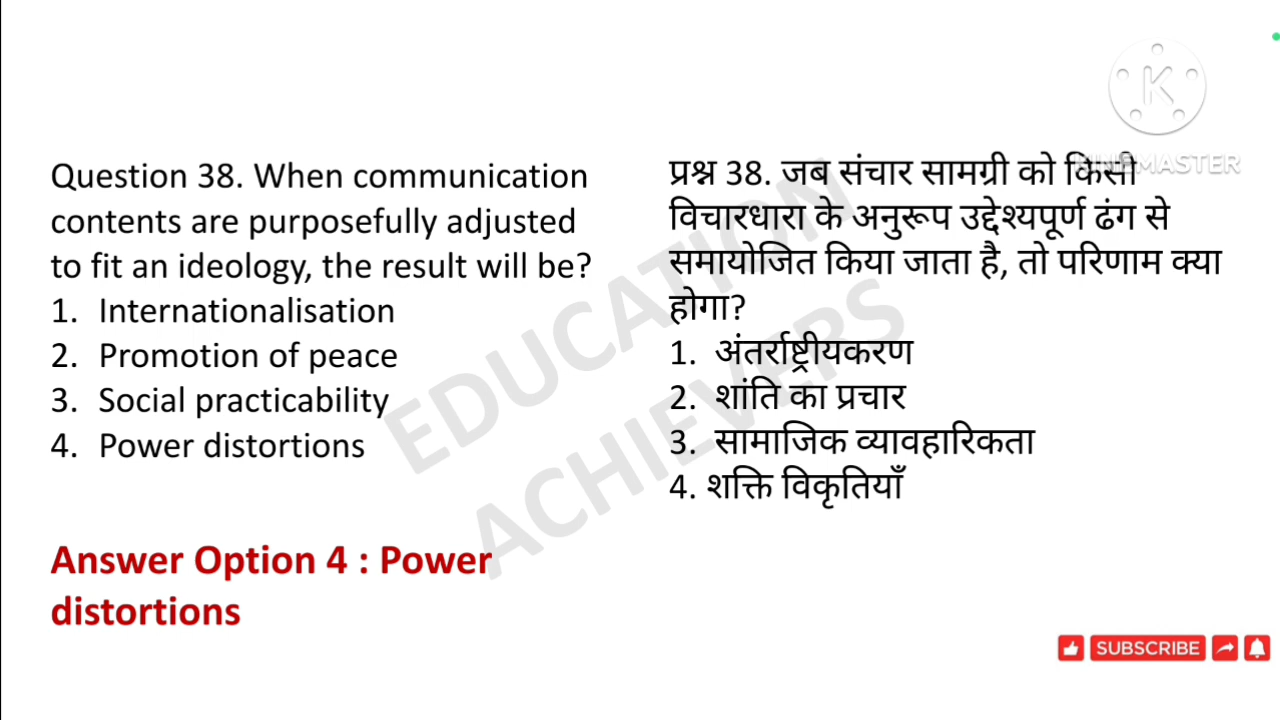 Question 38. When communication
contents are purposefully adjusted
to fit an ideology, the result will be?
1. Internationalisation
2. Promotion of peace
3. Social practicability
4. Power distortions
Answer Option 4 : Power
distortions
प्रश्न 38. जब संचार सामग्री को किसी
विचारधारा के अनुरूप उद्देश्यपूर्ण ढंग से
समायोजित किया जाता है, तो परिणाम क्या
होगा?
1. अंतर्राष्ट्रीयकरण
2. शांति का प्रचार
3. सामाजिक व्यावहारिकता
4. शक्ति विकृतियाँ
EDUCATION
ACHIEVERS
K
KINEMASTER
SUBSCRIBE